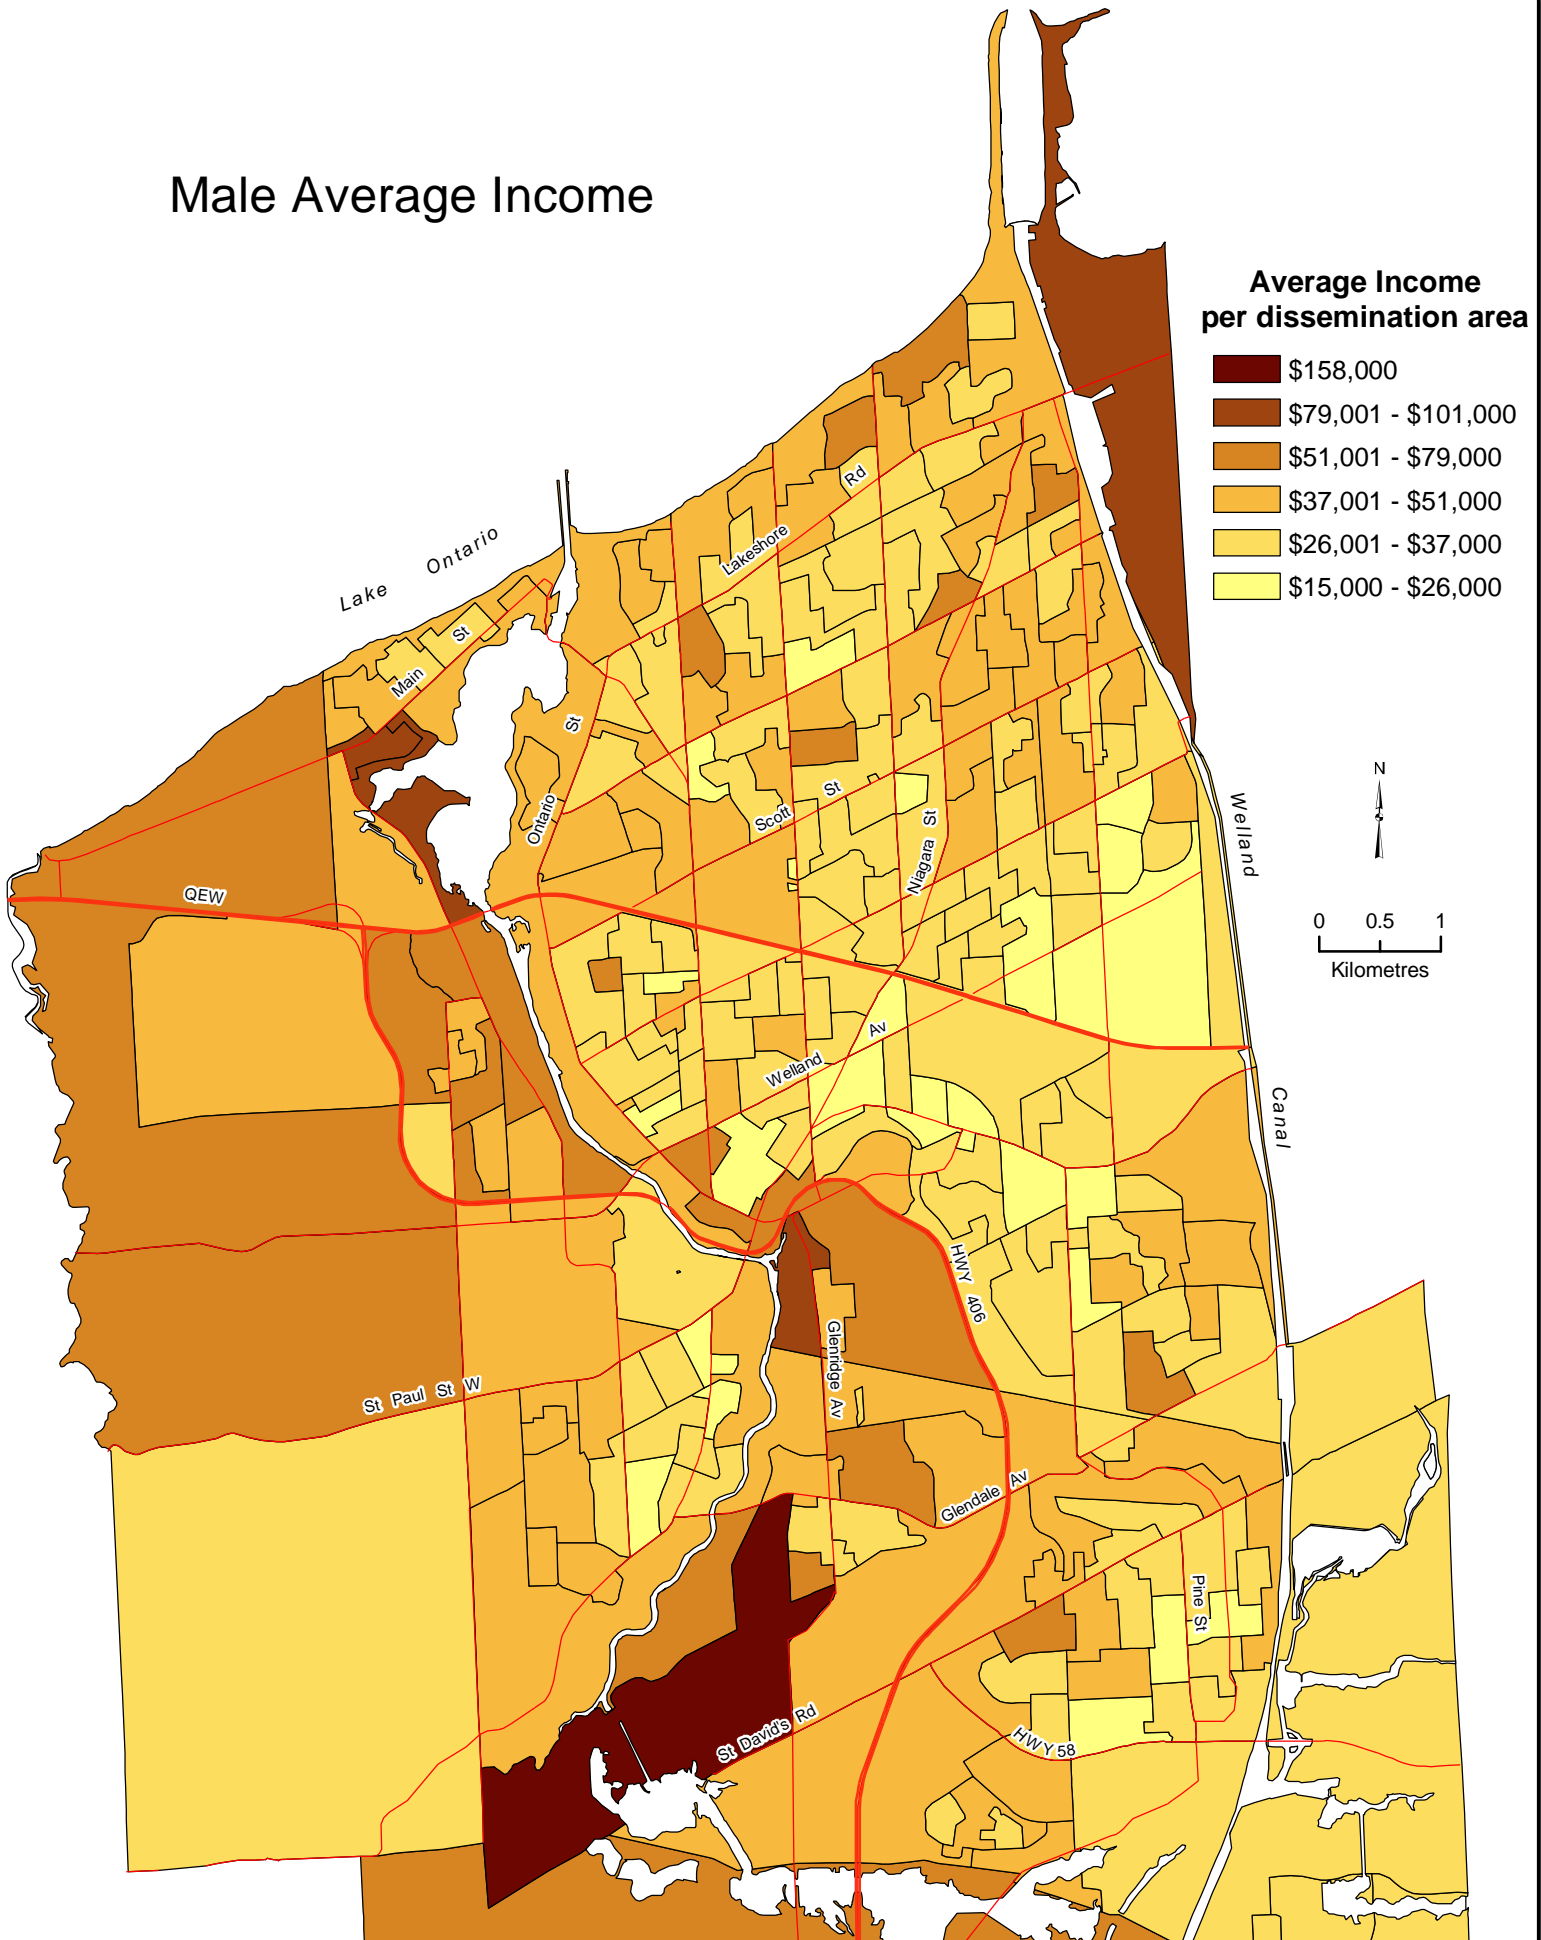 Male Average Income
Average Income
per dissemination area
$158,000
$79,001 - $101,000
$51,001 - $79,000
$37,001 - $51,000
$26,001 - $37,000
$15,000 - $26,000
Lake Ontario
Lakeshore Rd
Main St
Ontario St
Scott St
Niagara St
N
Welland Canal
0 0.5 1
Kilometres
QEW
Welland Av
HWY 406
Glenridge Av
St Paul St W
Glendale Av
Pine St
St David's Rd
HWY 58